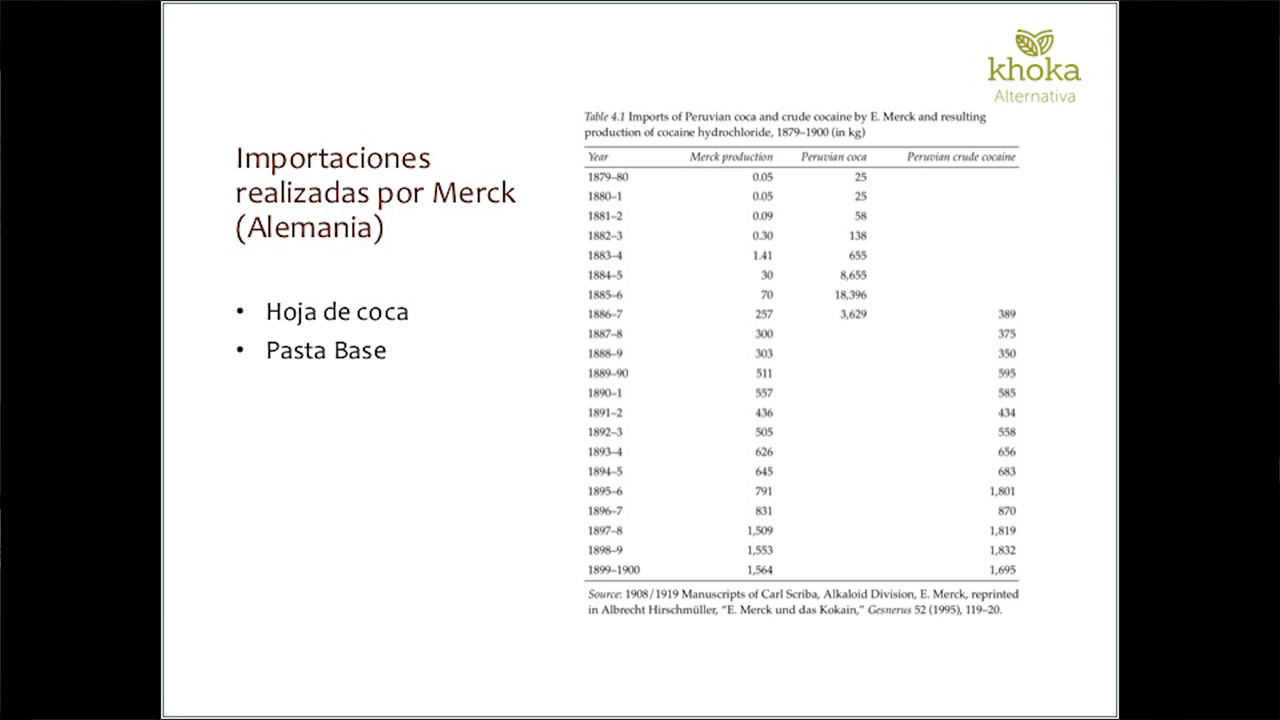 khoka
Alternativa
Importaciones
realizadas por Merck
(Alemania)
• Hoja de coca
• Pasta Base
Table 4.1 Imports of Peruvian coca and crude cocaine by E. Merck and resulting
production of cocaine hydrochloride, 1879–1900 (in kg)
Year Merck production Peruvian coca Peruvian crude cocaine
1879–80 0.05 25
1880–1 0.05 25
1881–2 0.09 58
1882–3 0.30 138
1883–4 1.41 655
1884–5 30 8,655
1885–6 70 18,396
1886–7 257 3,629 389
1887–8 300 375
1888–9 303 350
1889–90 511 595
1890–1 557 585
1891–2 436 434
1892–3 505 558
1893–4 626 656
1894–5 645 683
1895–6 791 1,801
1896–7 831 870
1897–8 1,509 1,819
1898–9 1,553 1,832
1899–1900 1,564 1,695
Source: 1908/1919 Manuscripts of Carl Scriba, Alkaloid Division, E. Merck, reprinted
in Albrecht Hirschmüller, “E. Merck und das Kokain,” Gesnerus 52 (1995), 119–20.